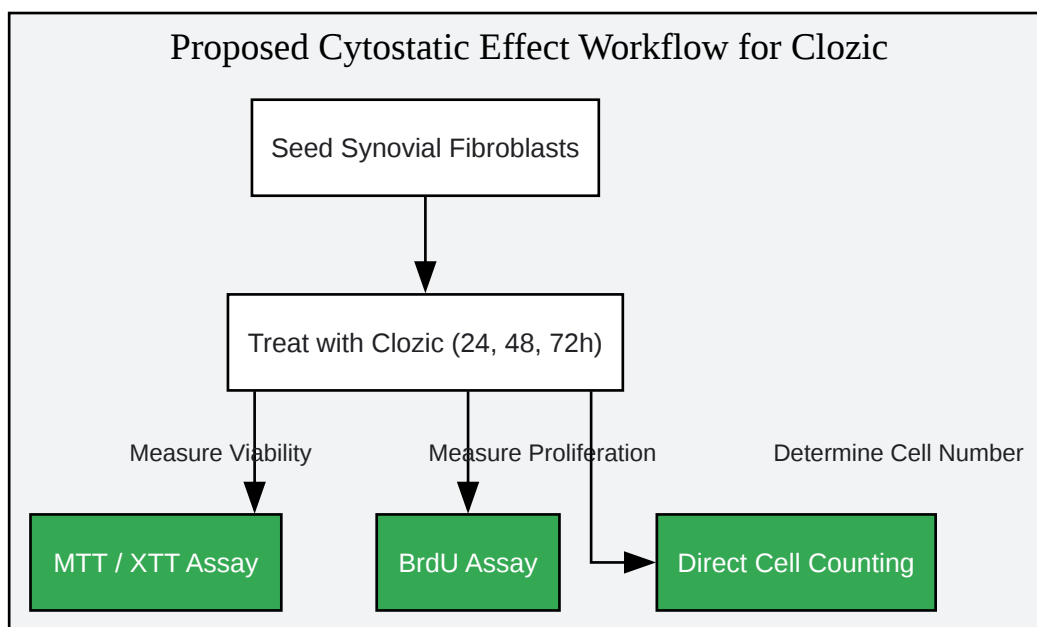 Proposed Cytostatic Effect Workflow for Clozic
Seed Synovial Fibroblasts
Treat with Clozic (24, 48, 72h)
Measure Viability
Measure Proliferation
Determine Cell Number
MTT / XTT Assay
BrdU Assay
Direct Cell Counting